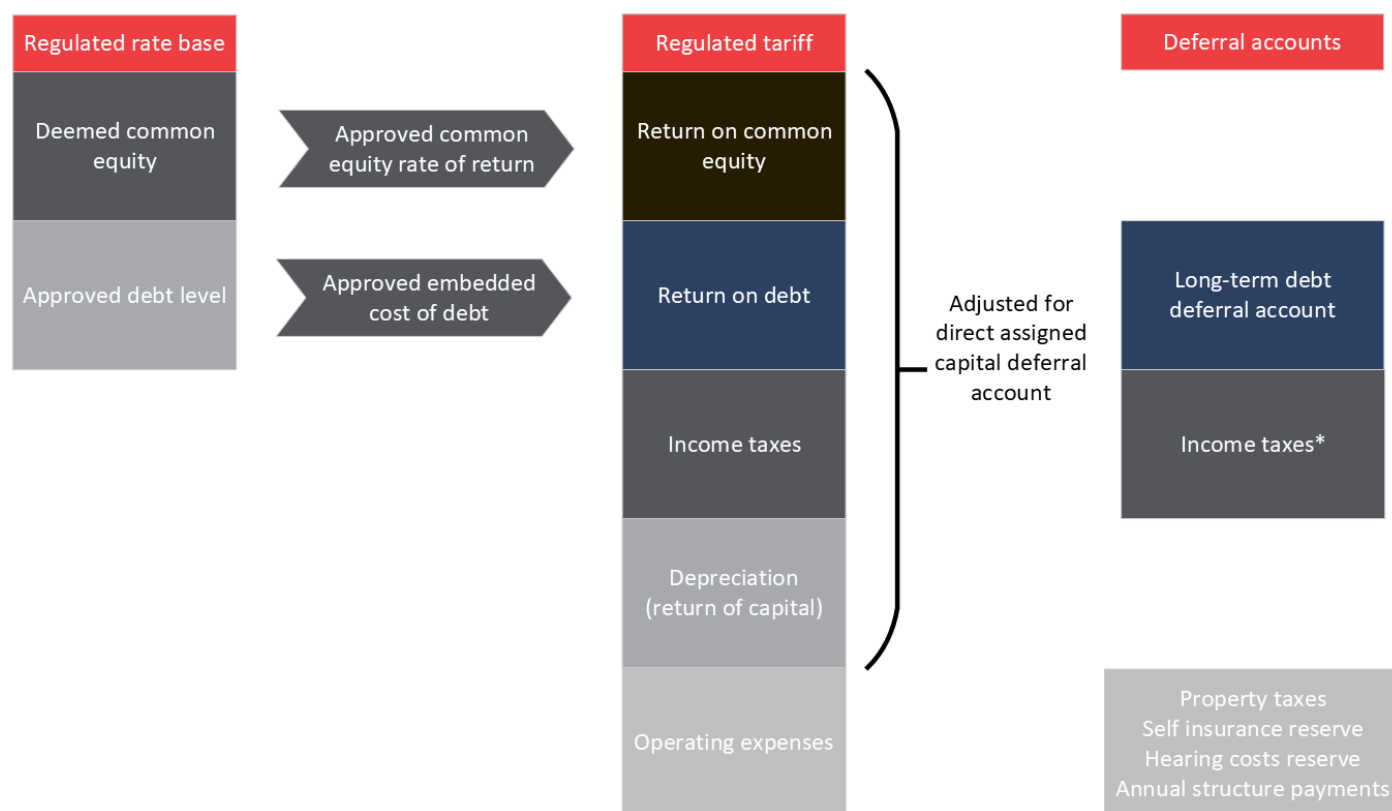 Regulated rate base
Deemed common
equity
Approved debt level
Approved common
equity rate of return
Approved embedded
cost of debt
Regulated tariff
Return on common
equity
Return on debt
Income taxes
Depreciation
(return of capital)
Operating expenses
Adjusted for
direct assigned
capital deferral
account
Deferral accounts
Long-term debt
deferral account
Income taxes*
Property taxes
Self insurance reserve
Hearing costs reserve
Annual structure payments